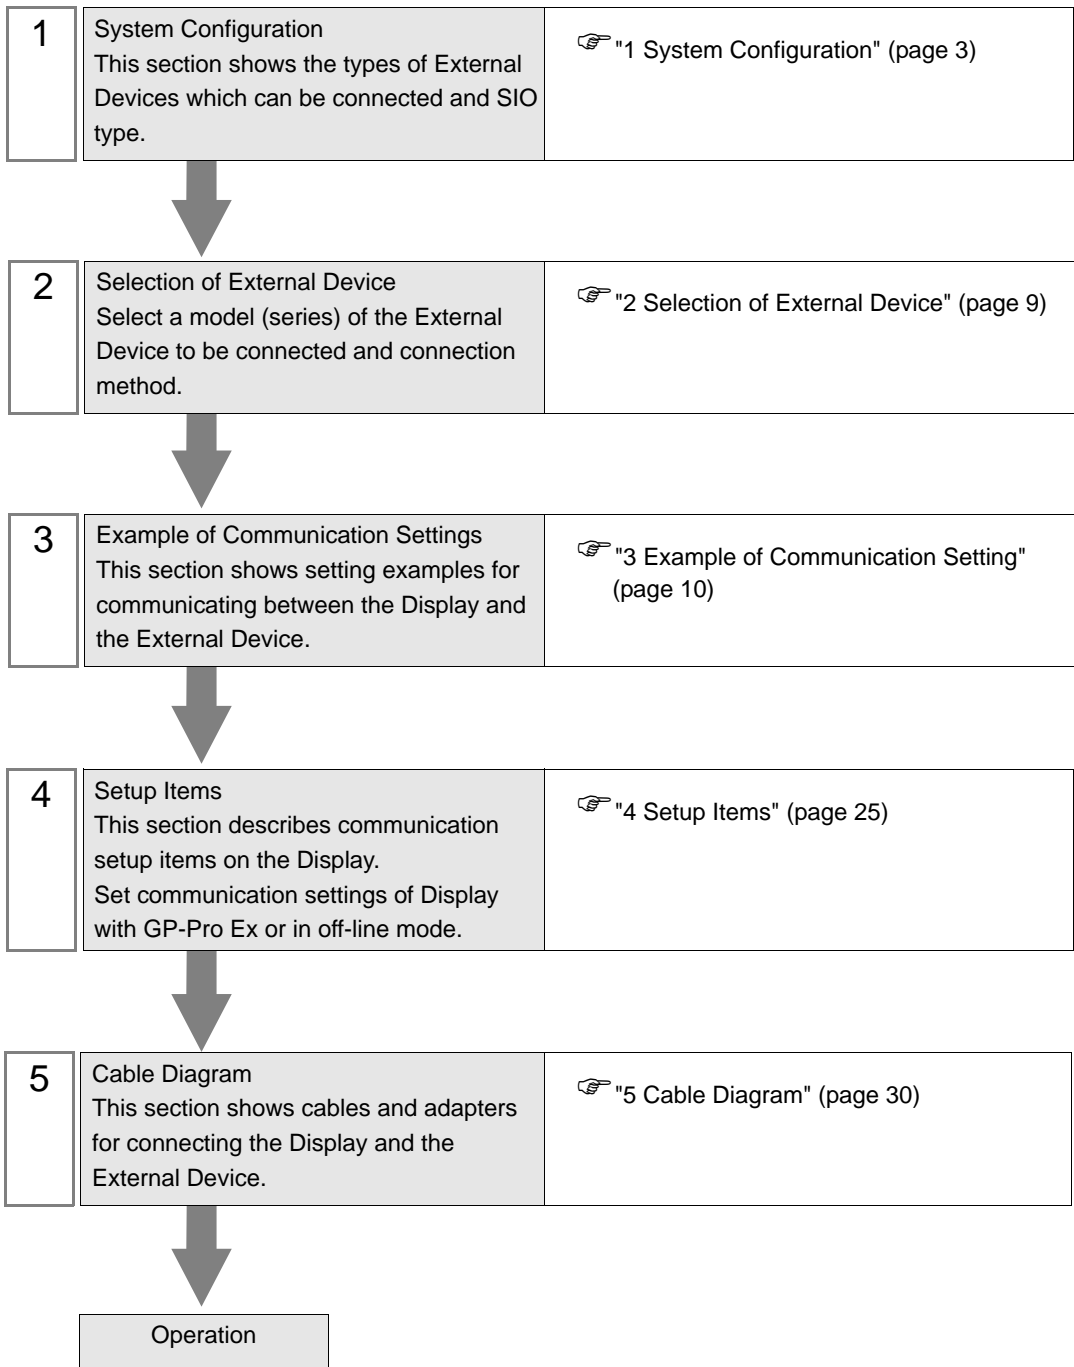 1
System Configuration
This section shows the types of External
Devices which can be connected and SIO
type.
"1 System Configuration" (page 3)
2
Selection of External Device
Select a model (series) of the External
Device to be connected and connection
method.
"2 Selection of External Device" (page 9)
3
Example of Communication Settings
This section shows setting examples for
communicating between the Display and
the External Device.
"3 Example of Communication Setting"
(page 10)
4
Setup Items
This section describes communication
setup items on the Display.
Set communication settings of Display
with GP-Pro Ex or in off-line mode.
"4 Setup Items" (page 25)
5
Cable Diagram
This section shows cables and adapters
for connecting the Display and the
External Device.
"5 Cable Diagram" (page 30)
Operation